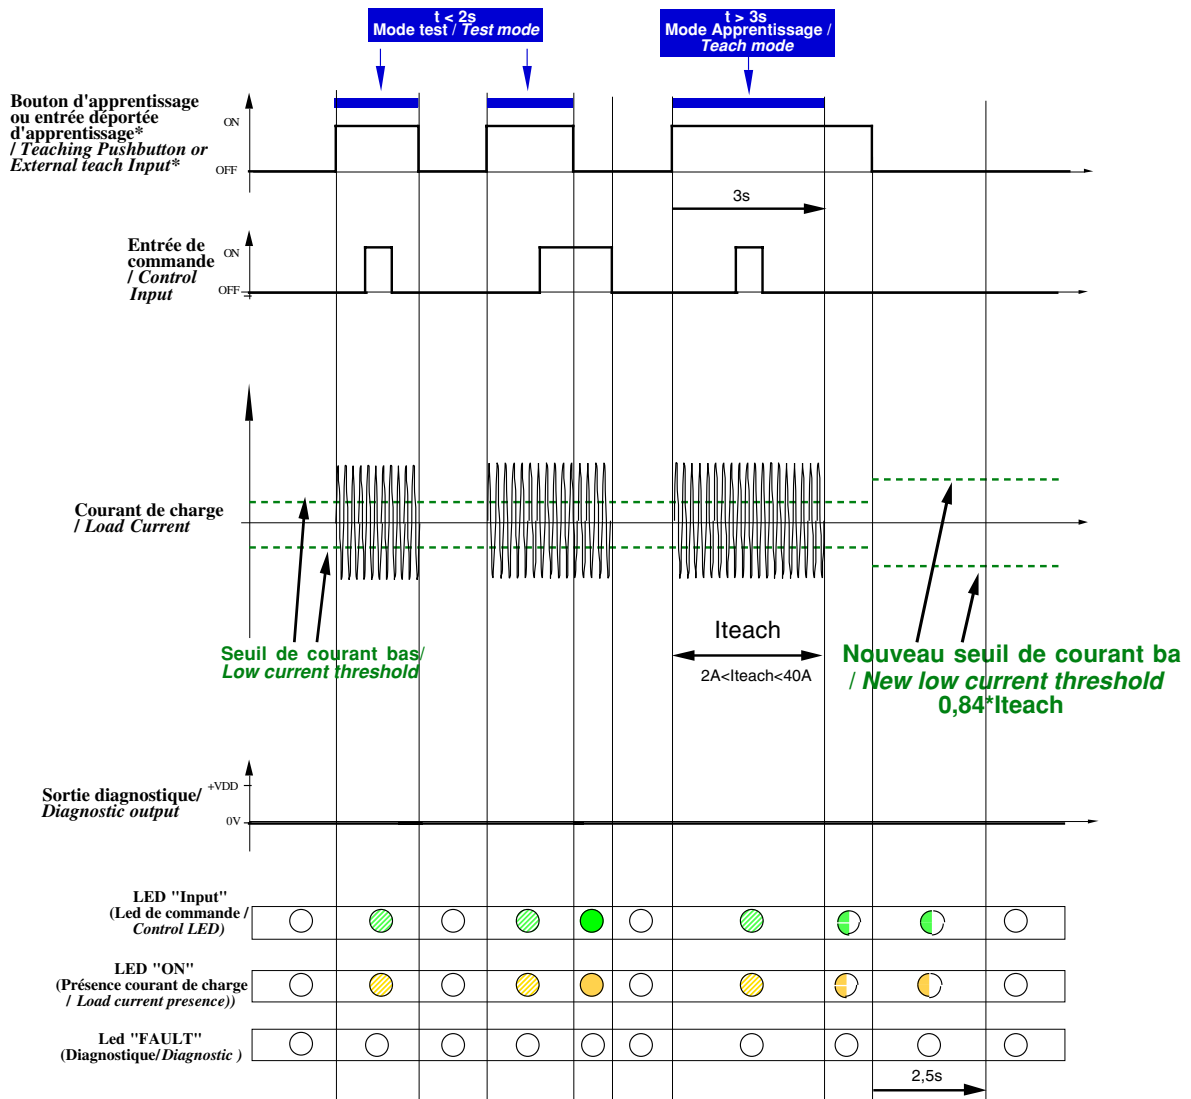 t < 2s
Mode test / Test mode
t > 3s
Mode Apprentissage /
Teach mode
Bouton d'apprentissage
ou entrée déportée
d'apprentissage*
/ Teaching Pushbutton or
External teach Input*
ON
OFF
3s
Entrée de
commande
/ Control
Input
ON
OFF
Courant de charge
/ Load Current
Seuil de courant bas/
Low current threshold
Iteach
2A<Iteach<40A
Nouveau seuil de courant ba
/ New low current threshold
0,84*Iteach
Sortie diagnostique/
Diagnostic output
+VDD
0V
LED "Input"
(Led de commande /
Control LED)
LED "ON"
(Présence courant de charge
/ Load current presence))
Led "FAULT"
(Diagnostique/Diagnostic )
2,5s